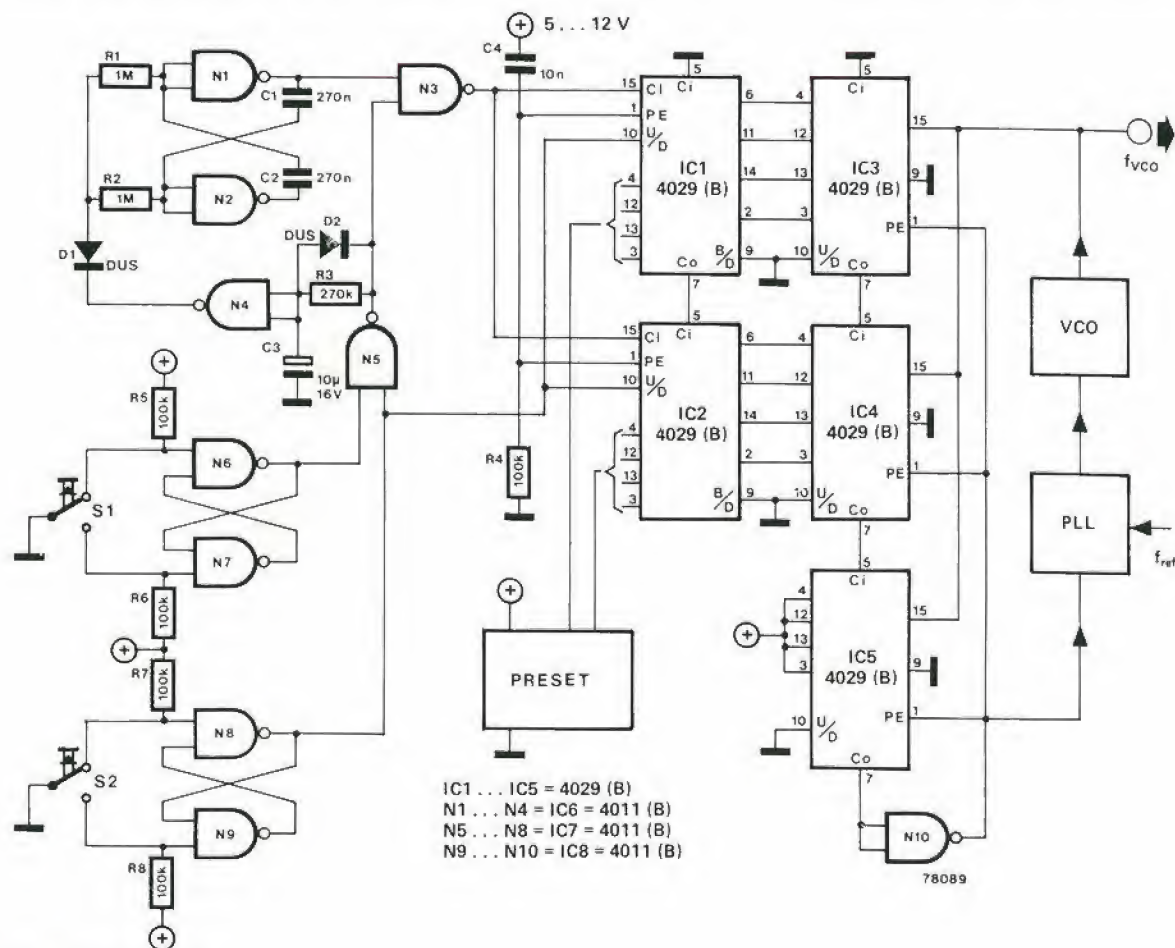 + 5 ... 12 V
R1
1M
N1
C1
270n
N3
C4
10n
R2
1M
N2
C2
270n
D1
DUS
D2
DUS
R3
270k
N4
C3
10µ
16V
N5
R5
100k
N6
S1
N7
R6
100k
+
R7
100k
N8
S2
N9
R8
100k
+
R4
100k
5
Ci
15 Cl
1 PE
10 U/D
4
12
13
3
IC1
4029 (B)
6
11
14
2
B/D 9
Co
7
5
Ci
4
12
13
3
10 U/D
IC3
4029 (B)
15
9
PE 1
Co
7
5
Ci
15 Cl
1 PE
10 U/D
4
12
13
3
IC2
4029 (B)
6
11
14
2
B/D 9
5
Ci
4
12
13
3
10 U/D
IC4
4029 (B)
15
9
PE 1
Co
7
5
Ci
+
4
12
13
3
10 U/D
IC5
4029 (B)
15
9
PE 1
Co
7
N10
78089
fVCO
VCO
PLL
fref
+
PRESET
IC1 ... IC5 = 4029 (B)
N1 ... N4 = IC6 = 4011 (B)
N5 ... N8 = IC7 = 4011 (B)
N9 ... N10 = IC8 = 4011 (B)